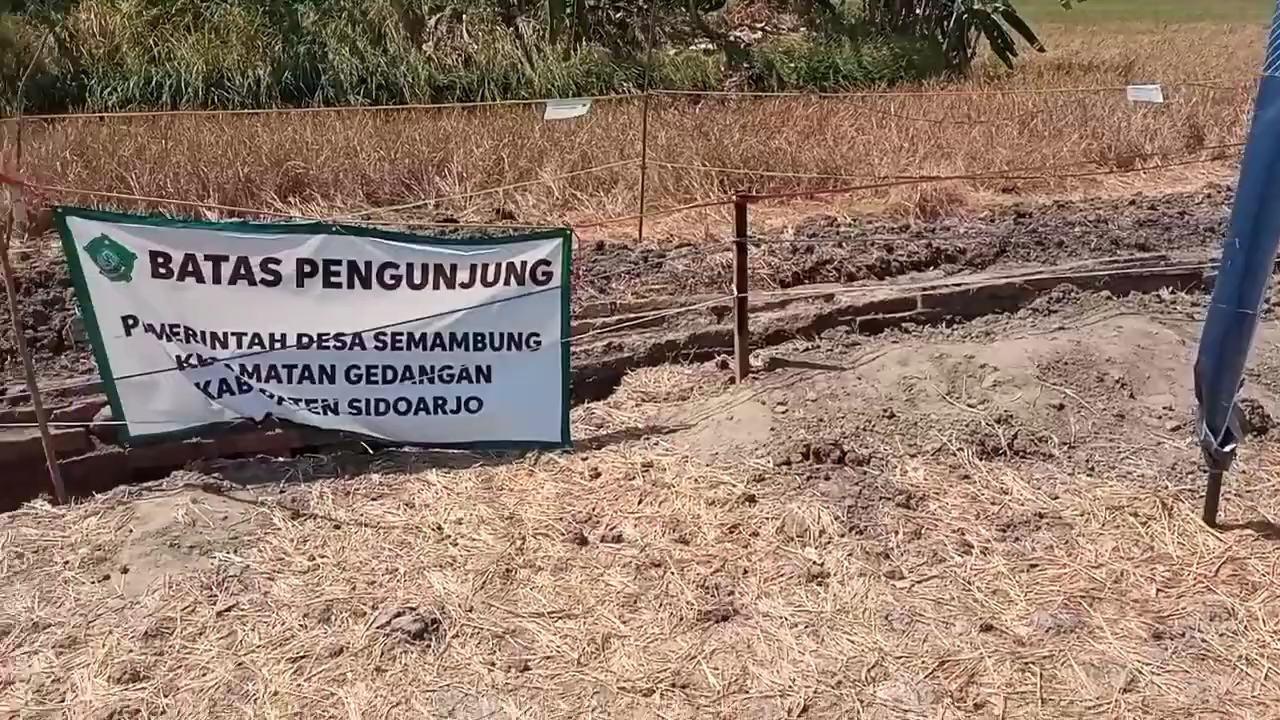 BATAS PENGUNJUNG
PEMERINTAH DESA SEMAMBUNG
KECAMATAN GEDANGAN
KABUPATEN SIDOARJO